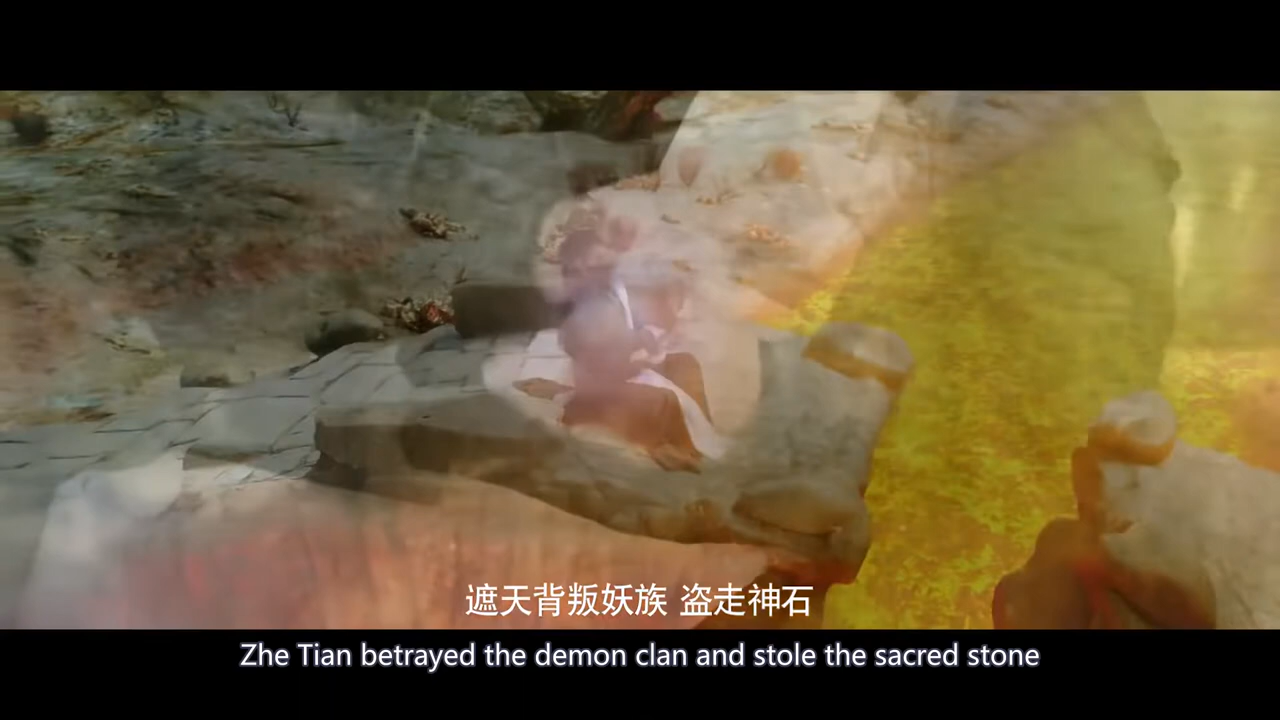 遮天背叛妖族 盗走神石
Zhe Tian betrayed the demon clan and stole the sacred stone